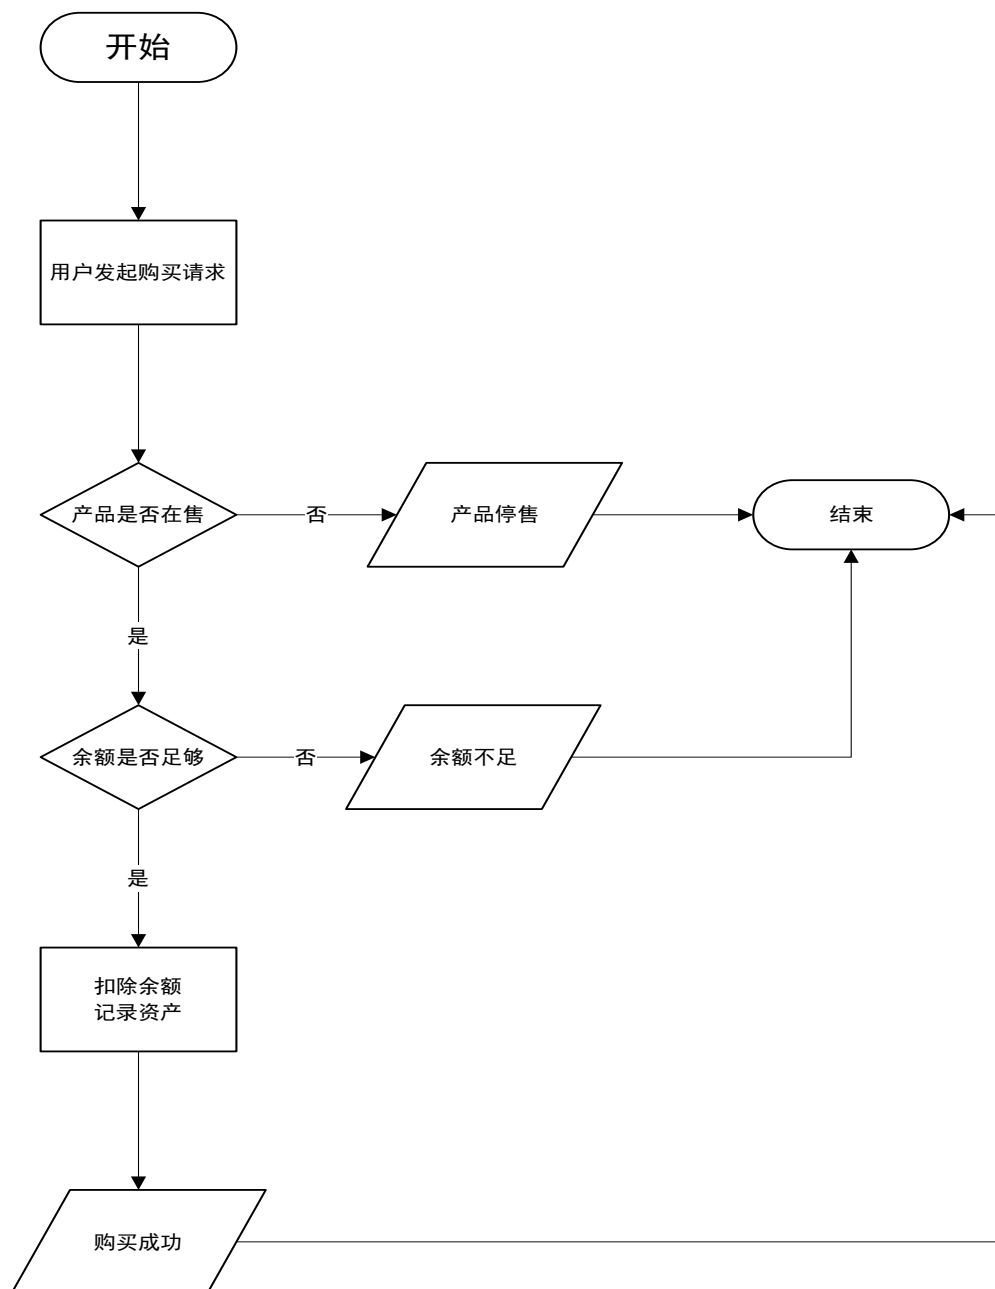 开始
用户发起购买请求
产品是否在售
否
产品停售
结束
是
余额是否足够
否
余额不足
是
扣除余额
记录资产
购买成功